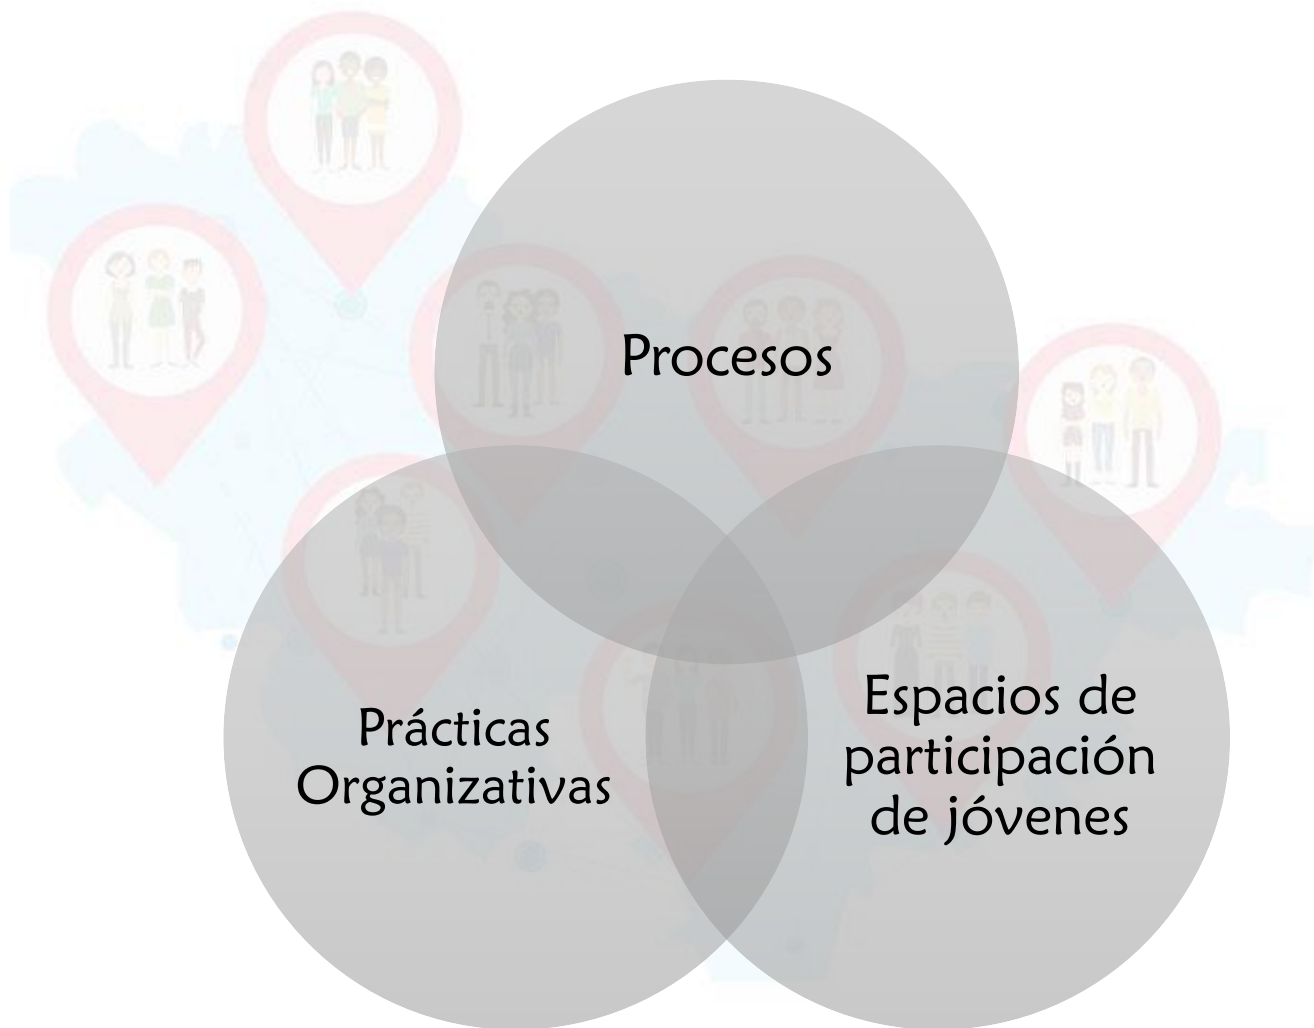 Procesos
Prácticas
Organizativas
Espacios de
participación
de jóvenes